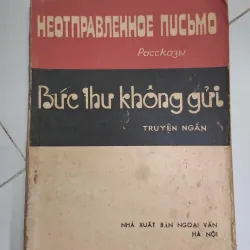 НЕОТПРАВЛЕННОЕ ПИСЬМО
Рассказы
Bức thư không gửi
TRUYỆN NGẮN
NHÀ XUẤT BẢN NGOẠI VĂN
HÀ NỘI